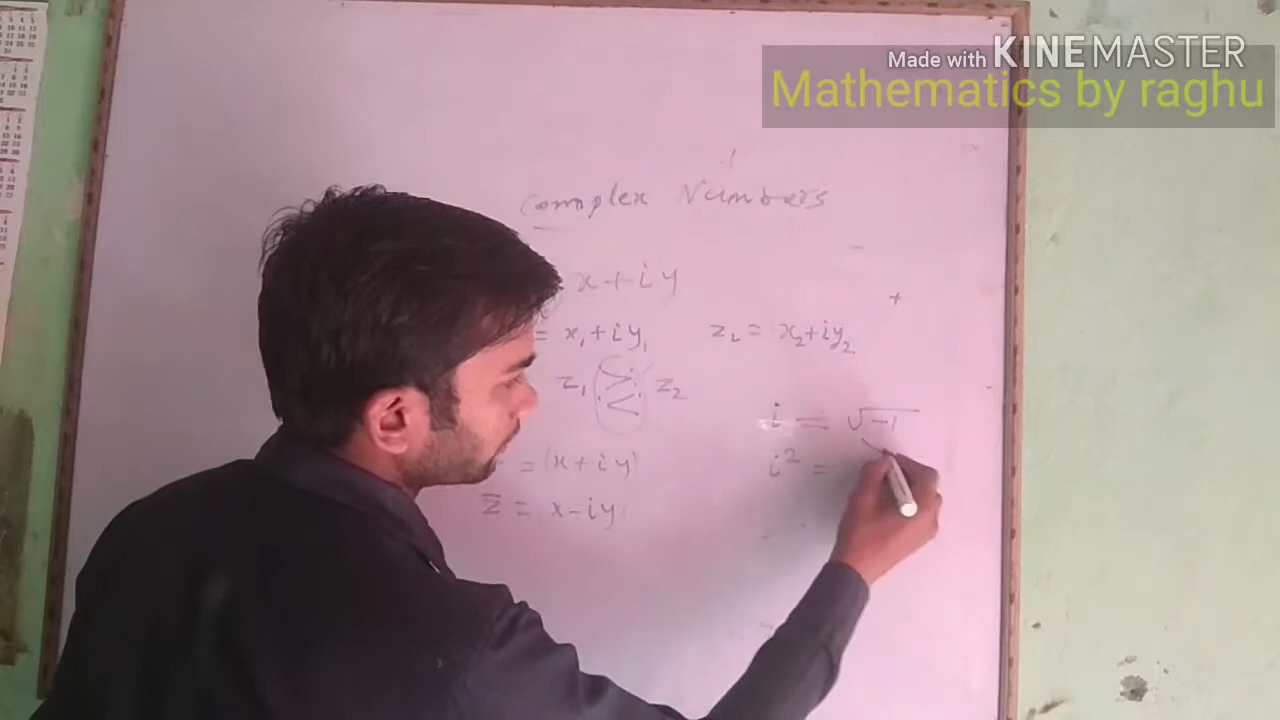 Made with KINEMASTER
Mathematics by raghu
Complex Numbers
x + iy
= x₁ + iy₁ z₂ = x₂ + iy₂
z₁ > < z₂
i = √-1
= (x + iy)
i² =
z̅ = x - iy